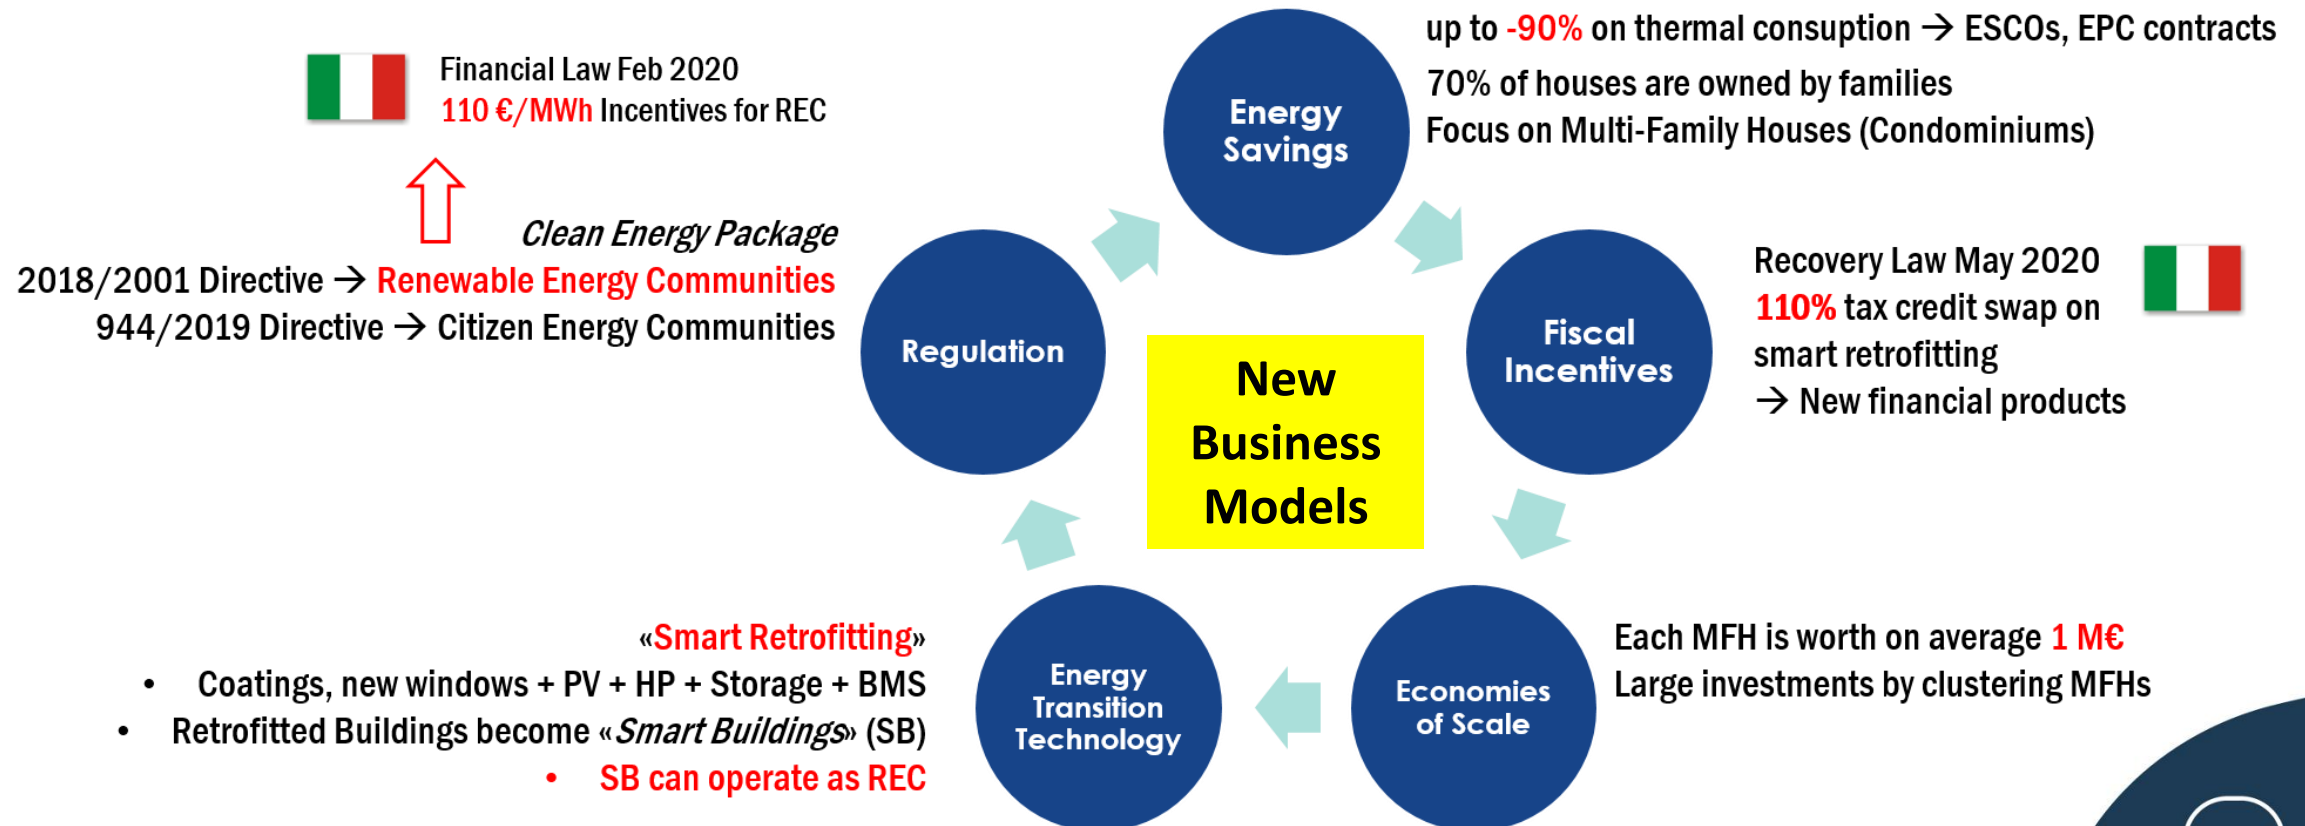 Financial Law Feb 2020
110 €/MWh Incentives for REC
Clean Energy Package
2018/2001 Directive → Renewable Energy Communities
944/2019 Directive → Citizen Energy Communities
Regulation
Energy
Savings
up to -90% on thermal consuption → ESCOs, EPC contracts
70% of houses are owned by families
Focus on Multi-Family Houses (Condominiums)
Fiscal
Incentives
Recovery Law May 2020
110% tax credit swap on
smart retrofitting
→ New financial products
New
Business
Models
«Smart Retrofitting»
• Coatings, new windows + PV + HP + Storage + BMS
• Retrofitted Buildings become «Smart Buildings» (SB)
• SB can operate as REC
Energy
Transition
Technology
Economies
of Scale
Each MFH is worth on average 1 M€
Large investments by clustering MFHs